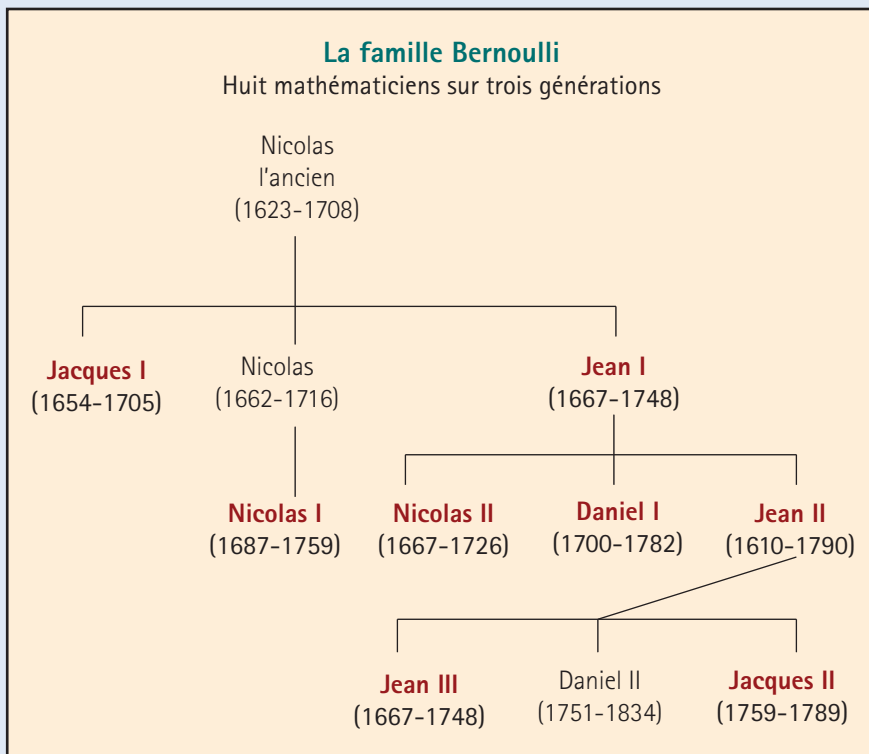 La famille Bernoulli
Huit mathématiciens sur trois générations
Nicolas
l'ancien
(1623-1708)
Jacques I
(1654-1705)
Nicolas
(1662-1716)
Jean I
(1667-1748)
Nicolas I
(1687-1759)
Nicolas II
(1667-1726)
Daniel I
(1700-1782)
Jean II
(1610-1790)
Jean III
(1667-1748)
Daniel II
(1751-1834)
Jacques II
(1759-1789)